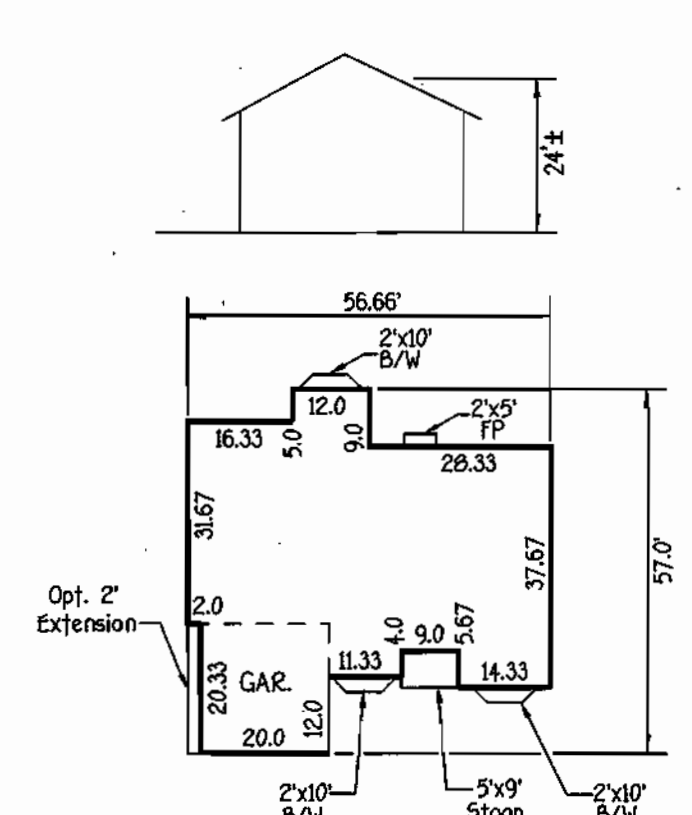 24'±
56.66'
2'x10'
B/W
12.0
2'x5'
FP
16.33
5.0
9.0
28.33
31.67
37.67
57.0'
Opt. 2'
Extension
2.0
4.0
9.0
5.67
11.33
14.33
20.33
GAR.
12.0
20.0
2'x10'
B/W
5'x9'
Stoop
2'x10'
B/W